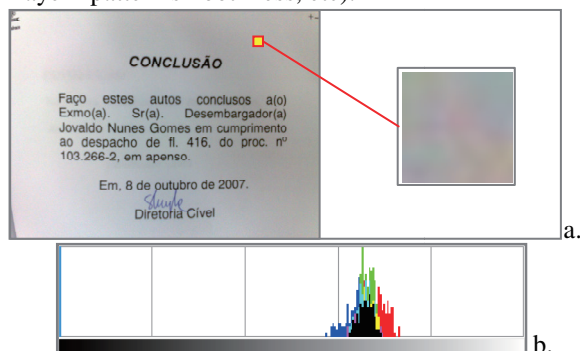 CONCLUSÃO
Faço estes autos conclusos a(o)
Exmo(a). Sr(a). Desembargador(a)
Jovaldo Nunes Gomes em cumprimento
ao despacho de fl. 416, do proc. nº
103.266-2, em apenso.
Em, 8 de outubro de 2007.
Diretoria Cível
a.
b.